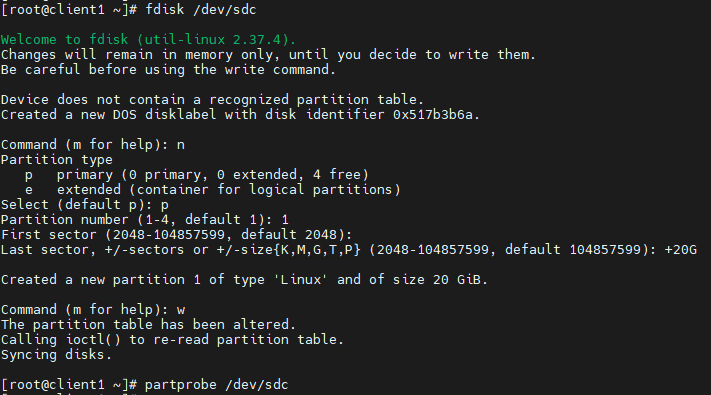 [root@client1 ~]# fdisk /dev/sdc
Welcome to fdisk (util-linux 2.37.4).
Changes will remain in memory only, until you decide to write them.
Be careful before using the write command.
Device does not contain a recognized partition table.
Created a new DOS disklabel with disk identifier 0x517b3b6a.
Command (m for help): n
Partition type
   p   primary (0 primary, 0 extended, 4 free)
   e   extended (container for logical partitions)
Select (default p): p
Partition number (1-4, default 1): 1
First sector (2048-104857599, default 2048):
Last sector, +/-sectors or +/-size{K,M,G,T,P} (2048-104857599, default 104857599): +20G
Created a new partition 1 of type 'Linux' and of size 20 GiB.
Command (m for help): w
The partition table has been altered.
Calling ioctl() to re-read partition table.
Syncing disks.
[root@client1 ~]# partprobe /dev/sdc